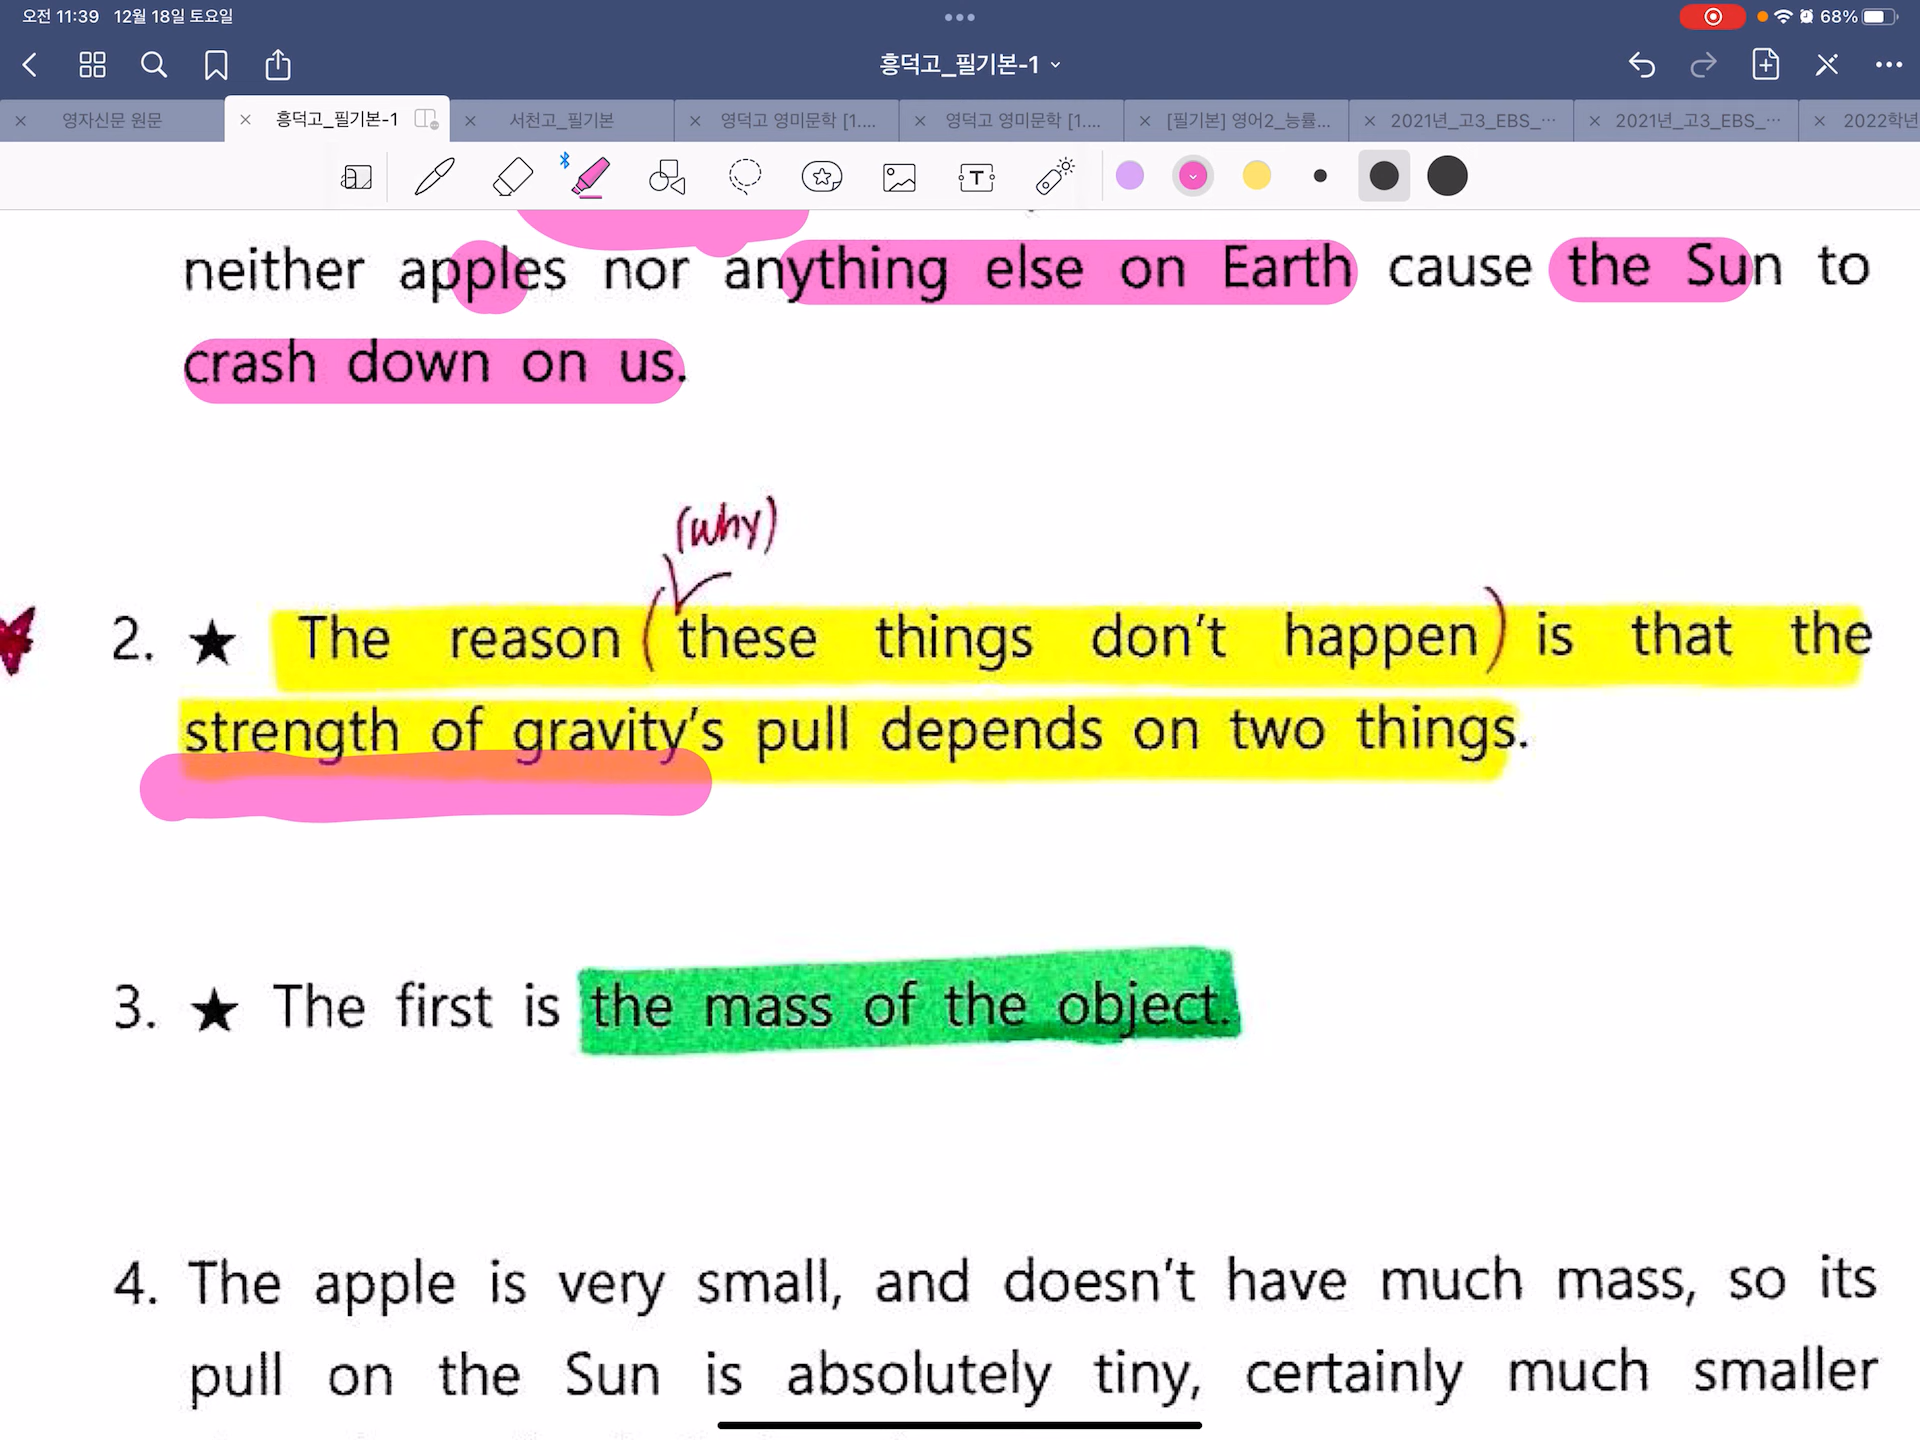 오전 11:39 12월 18일 토요일
68%
흥덕고_필기본-1
영자신문 원문
흥덕고_필기본-1
서천고_필기본
영덕고 영미문학 [1....
영덕고 영미문학 [1....
[필기본] 영어2_능률...
2021년_고3_EBS_...
2021년_고3_EBS_...
2022학년
neither apples nor anything else on Earth cause the Sun to
crash down on us.
(why)
2. ★ The reason (these things don't happen) is that the
strength of gravity's pull depends on two things.
3. ★ The first is the mass of the object.
4. The apple is very small, and doesn't have much mass, so its
pull on the Sun is absolutely tiny, certainly much smaller